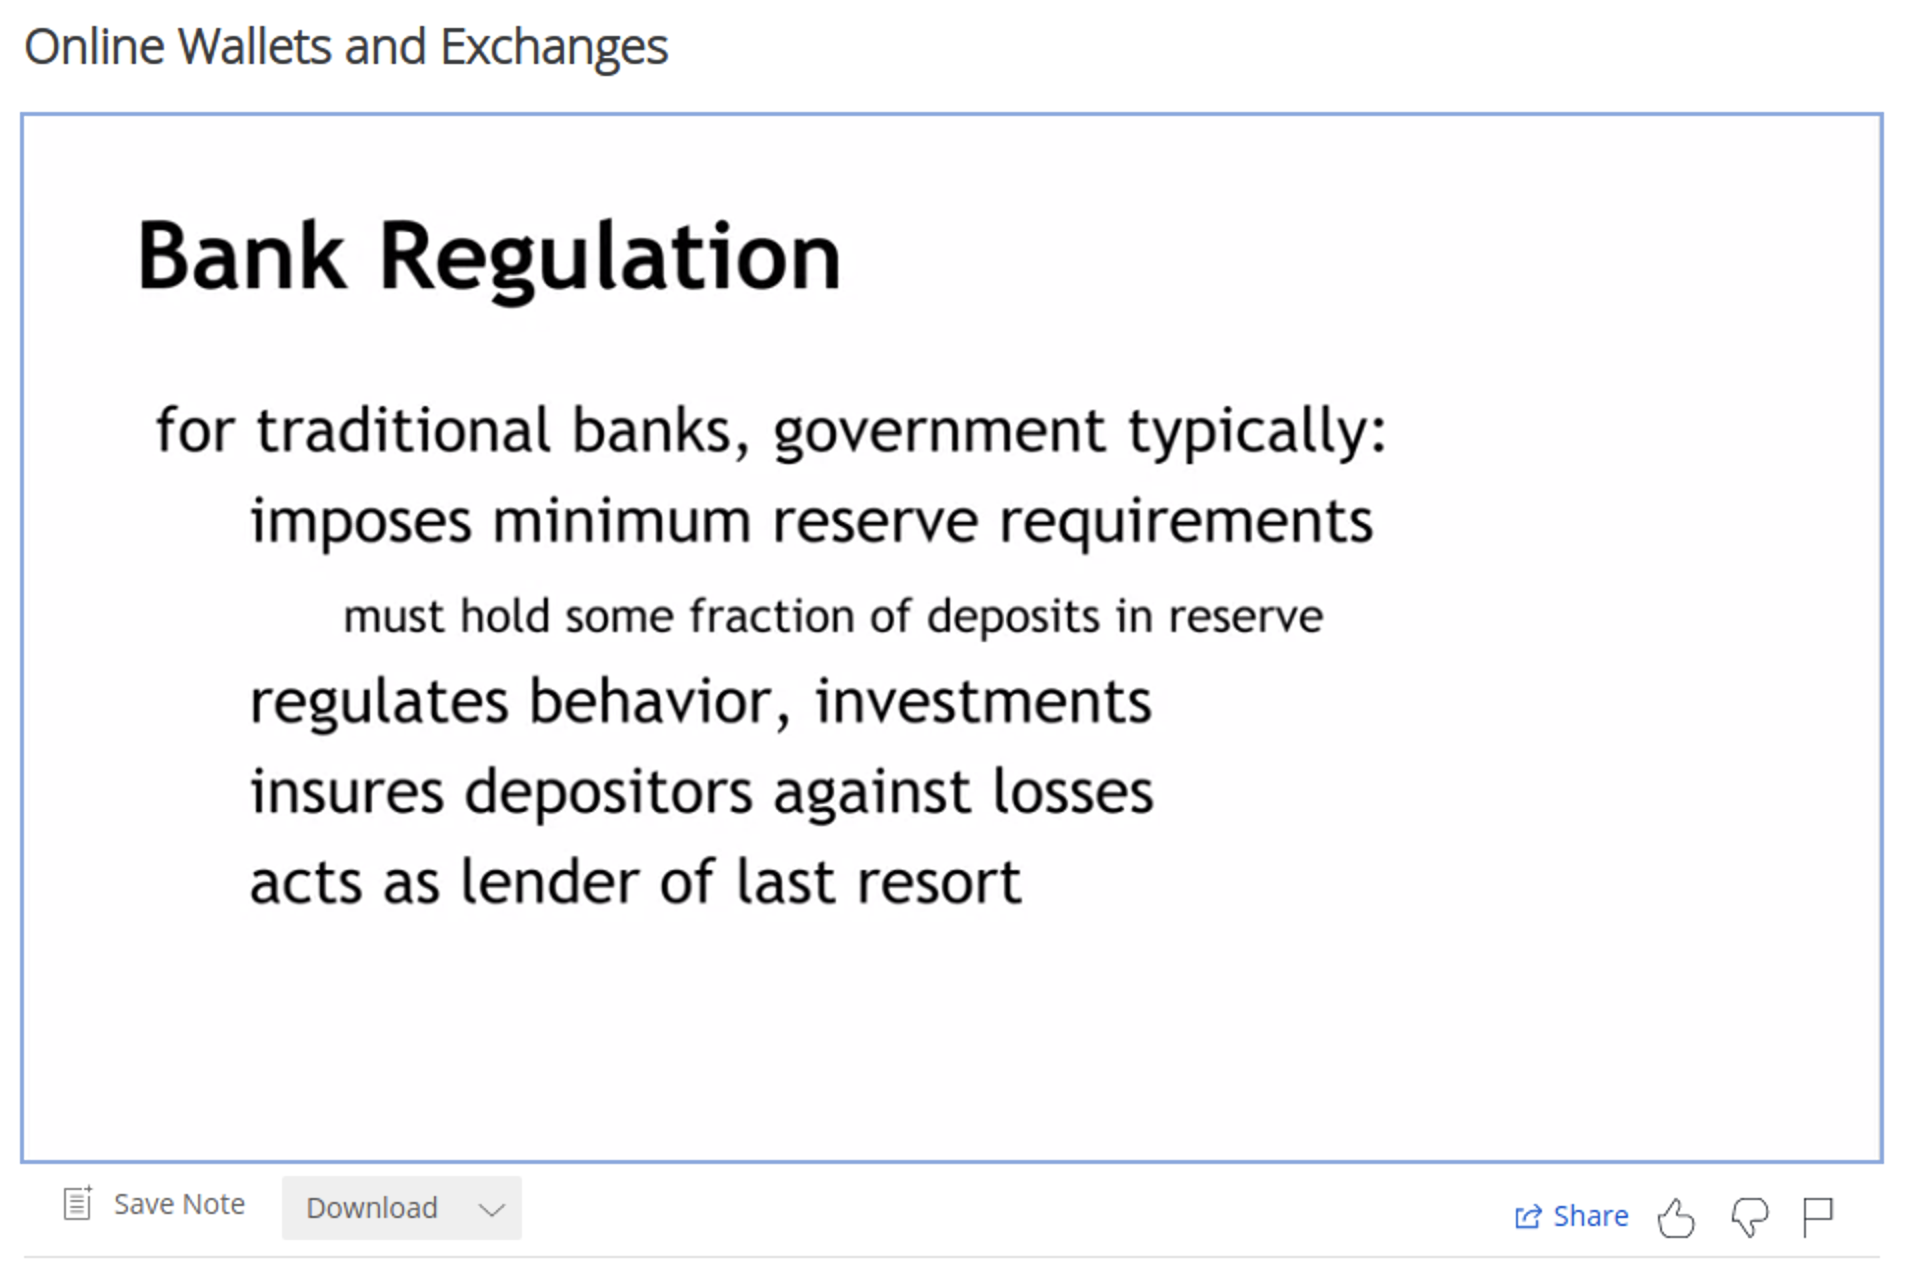 Online Wallets and Exchanges
Bank Regulation
for traditional banks, government typically:
imposes minimum reserve requirements
must hold some fraction of deposits in reserve
regulates behavior, investments
insures depositors against losses
acts as lender of last resort
Save Note
Download
Share